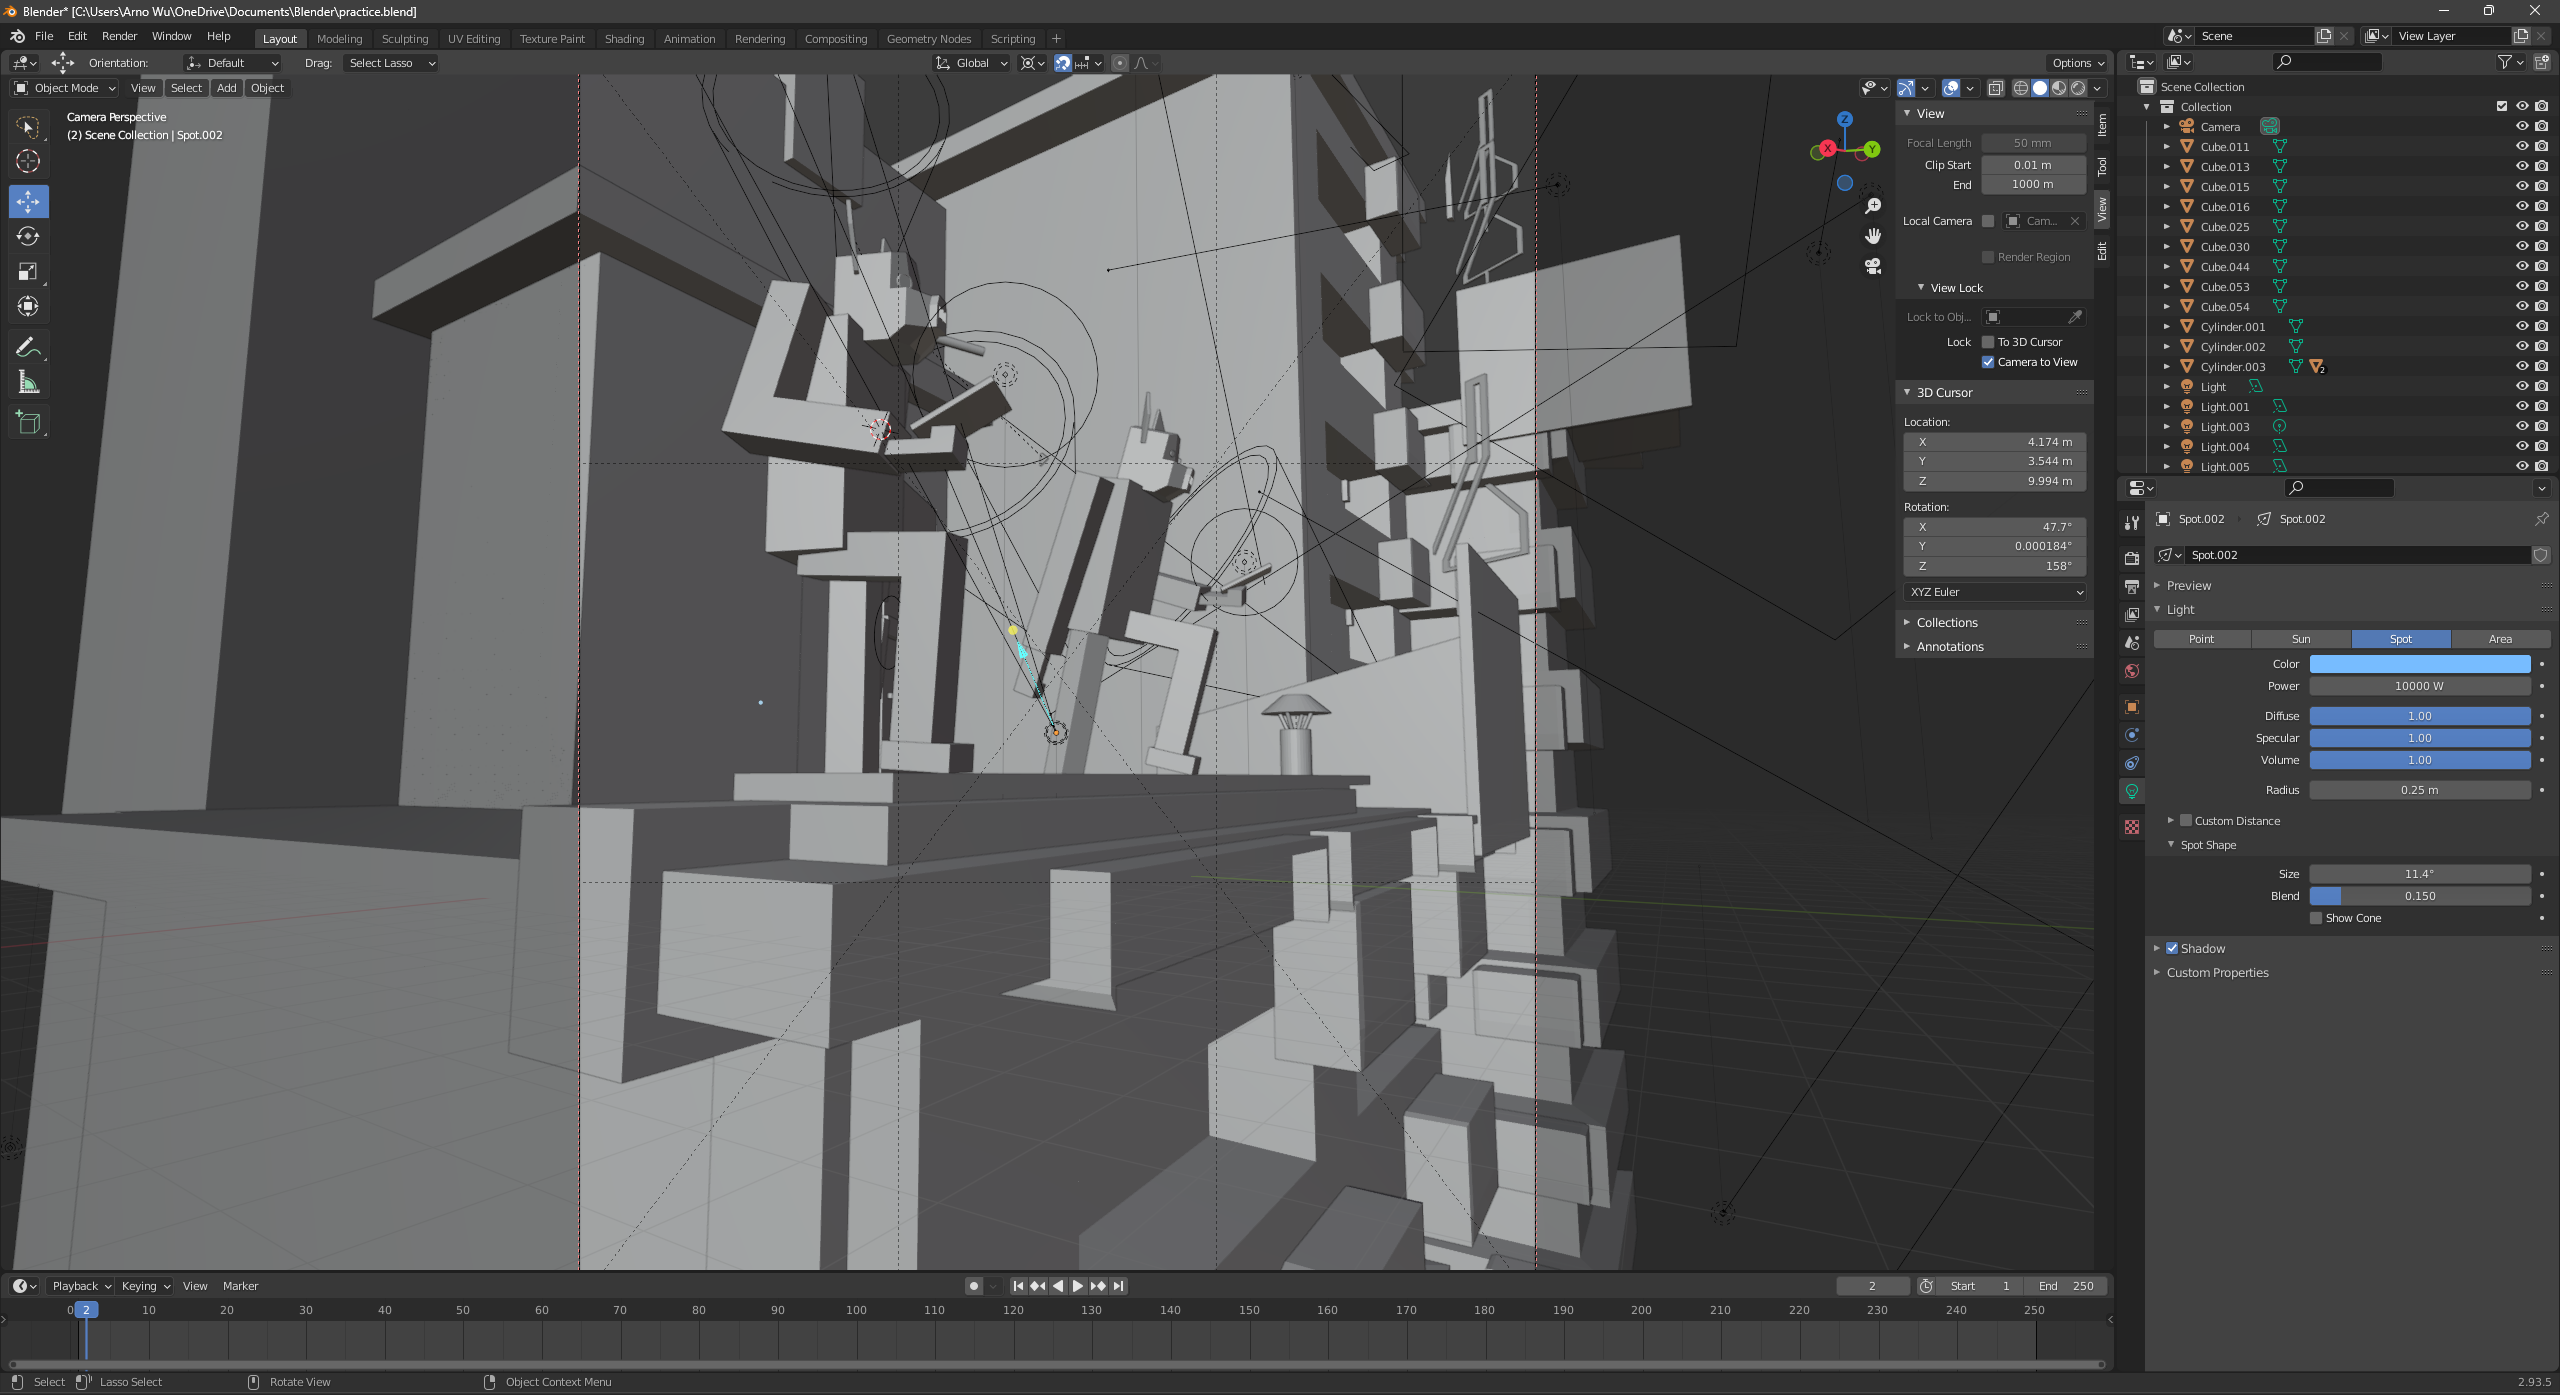 Blender* [C:\Users\Arno Wu\OneDrive\Documents\Blender\practice.blend]
File Edit Render Window Help
Layout Modeling Sculpting UV Editing Texture Paint Shading Animation Rendering Compositing Geometry Nodes Scripting +
Scene
View Layer
Orientation: Default Drag: Select Lasso
Global
Options
Object Mode View Select Add Object
Camera Perspective
(2) Scene Collection | Spot.002
Z
X
Y
View
Focal Length 50 mm
Clip Start 0.01 m
End 1000 m
Local Camera Cam...
Render Region
View Lock
Lock to Obj...
Lock To 3D Cursor
Camera to View
3D Cursor
Location:
X 4.174 m
Y 3.544 m
Z 9.994 m
Rotation:
X 47.7°
Y 0.000184°
Z 158°
XYZ Euler
Collections
Annotations
Item
Tool
View
Edit
Scene Collection
Collection
Camera
Cube.011
Cube.013
Cube.015
Cube.016
Cube.025
Cube.030
Cube.044
Cube.053
Cube.054
Cylinder.001
Cylinder.002
Cylinder.003 2
Light
Light.001
Light.003
Light.004
Light.005
Spot.002 Spot.002
Spot.002
Preview
Light
Point Sun Spot Area
Color
Power 10000 W
Diffuse 1.00
Specular 1.00
Volume 1.00
Radius 0.25 m
Custom Distance
Spot Shape
Size 11.4°
Blend 0.150
Show Cone
Shadow
Custom Properties
Playback Keying View Marker
2 Start 1 End 250
0 2 10 20 30 40 50 60 70 80 90 100 110 120 130 140 150 160 170 180 190 200 210 220 230 240 250
Select Lasso Select Rotate View Object Context Menu
2.93.5